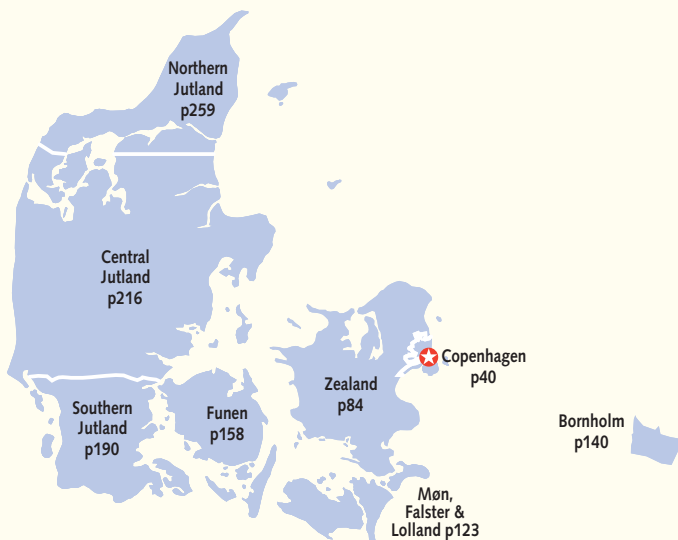 Northern
Jutland
p259
Central
Jutland
p216
Copenhagen
p40
Zealand
p84
Southern
Jutland
p190
Funen
p158
Bornholm
p140
Møn,
Falster &
Lolland p123